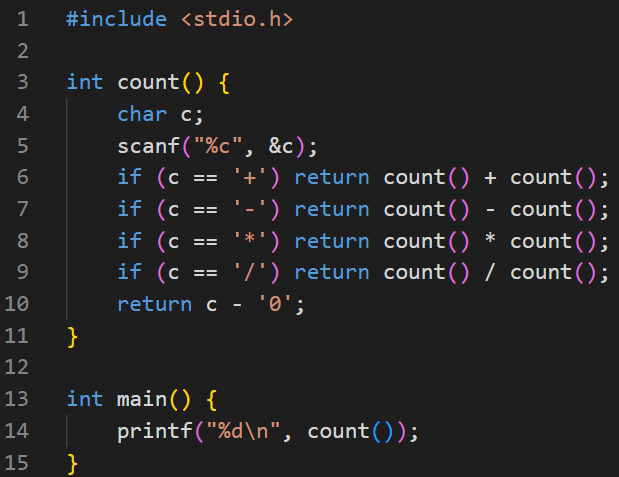 1 #include <stdio.h>
2
3 int count() {
4     char c;
5     scanf("%c", &c);
6     if (c == '+') return count() + count();
7     if (c == '-') return count() - count();
8     if (c == '*') return count() * count();
9     if (c == '/') return count() / count();
10     return c - '0';
11 }
12
13 int main() {
14     printf("%d\n", count());
15 }